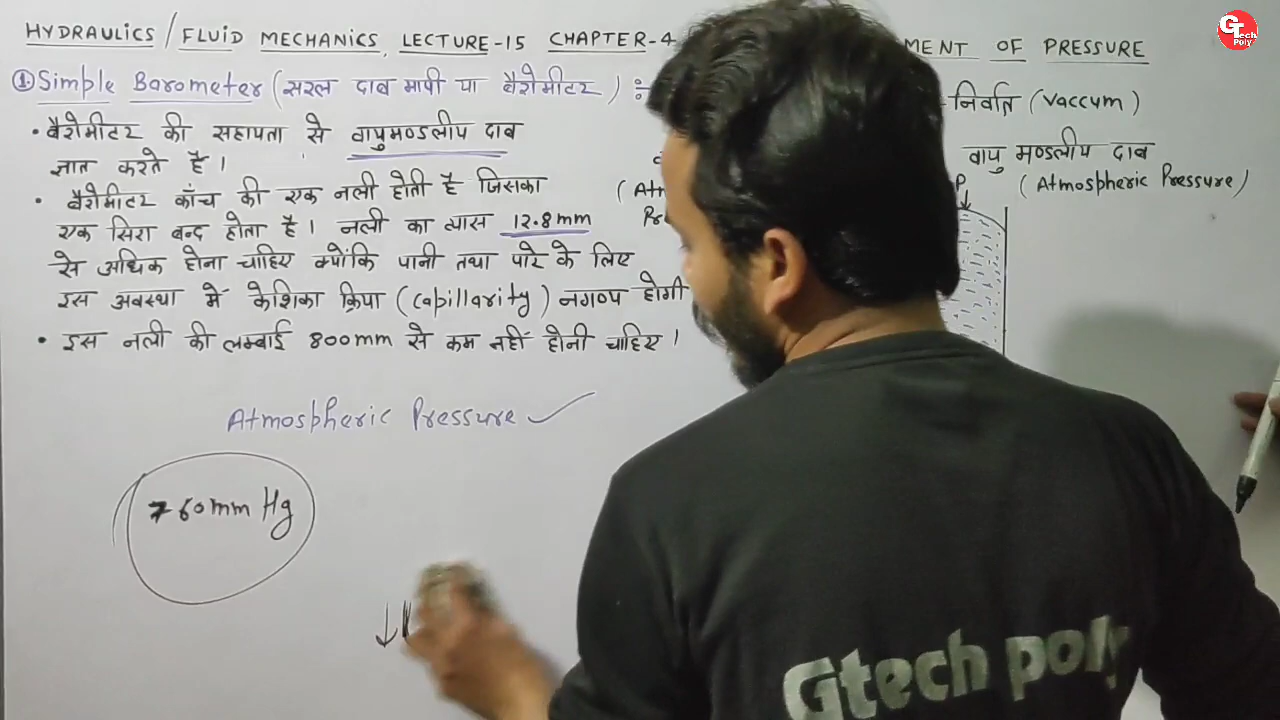 HYDRAULICS/FLUID MECHANICS, LECTURE-15 CHAPTER-4 MENT OF PRESSURE
① Simple Barometer (सरल दाब मापी या बैरोमीटर) :-
निर्वात (Vaccum)
• बैरोमीटर की सहायता से वायुमण्डलीय दाब
ज्ञात करते है।
वायु मण्डलीय दाब
(Atmospheric Pressure)
P
• बैरोमीटर काँच की एक नली होती है जिसका
एक सिरा बन्द होता है। नली का व्यास 12.8mm
से अधिक होना चाहिए क्योंकि पानी तथा पारे के लिए
इस अवस्था में केशिका क्रिया (Capillarity) नगण्य होगी
• इस नली की लम्बाई 800mm से कम नहीं होनी चाहिए।
Atmospheric Pressure
760mm Hg
Gtech poly
GTech Poly